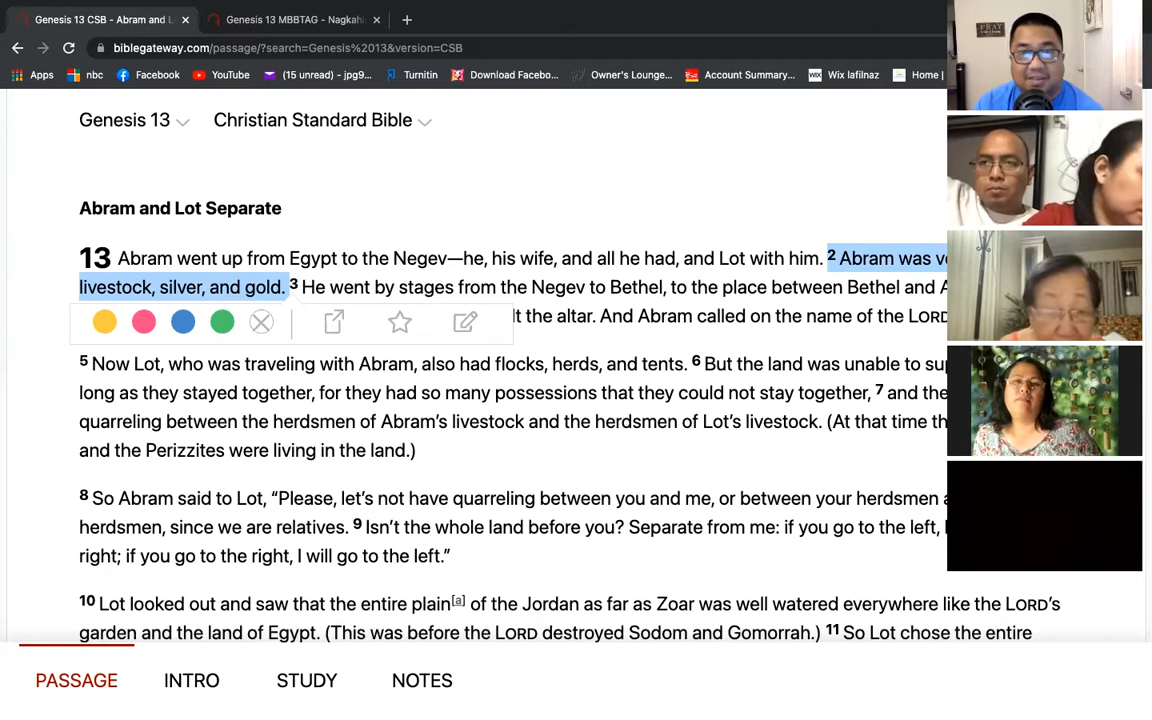 Genesis 13 CSB - Abram and L
Genesis 13 MBBTAG - Nagkahi
biblegateway.com/passage/?search=Genesis%2013&version=CSB
Apps nbc Facebook YouTube (15 unread) - jpg9... Turnitin Download Facebo... Owner's Lounge... Account Summary... WIX Wix lafilnaz Home |
PRAY
Genesis 13 Christian Standard Bible
Abram and Lot Separate
13 Abram went up from Egypt to the Negev—he, his wife, and all he had, and Lot with him. 2 Abram was ve
livestock, silver, and gold. 3 He went by stages from the Negev to Bethel, to the place between Bethel and A
lt the altar. And Abram called on the name of the LORD
5 Now Lot, who was traveling with Abram, also had flocks, herds, and tents. 6 But the land was unable to sup
long as they stayed together, for they had so many possessions that they could not stay together, 7 and the
quarreling between the herdsmen of Abram's livestock and the herdsmen of Lot's livestock. (At that time th
and the Perizzites were living in the land.)
8 So Abram said to Lot, “Please, let's not have quarreling between you and me, or between your herdsmen a
herdsmen, since we are relatives. 9 Isn't the whole land before you? Separate from me: if you go to the left, I
right; if you go to the right, I will go to the left.”
10 Lot looked out and saw that the entire plain[a] of the Jordan as far as Zoar was well watered everywhere like the LORD's
garden and the land of Egypt. (This was before the LORD destroyed Sodom and Gomorrah.) 11 So Lot chose the entire
PASSAGE INTRO STUDY NOTES